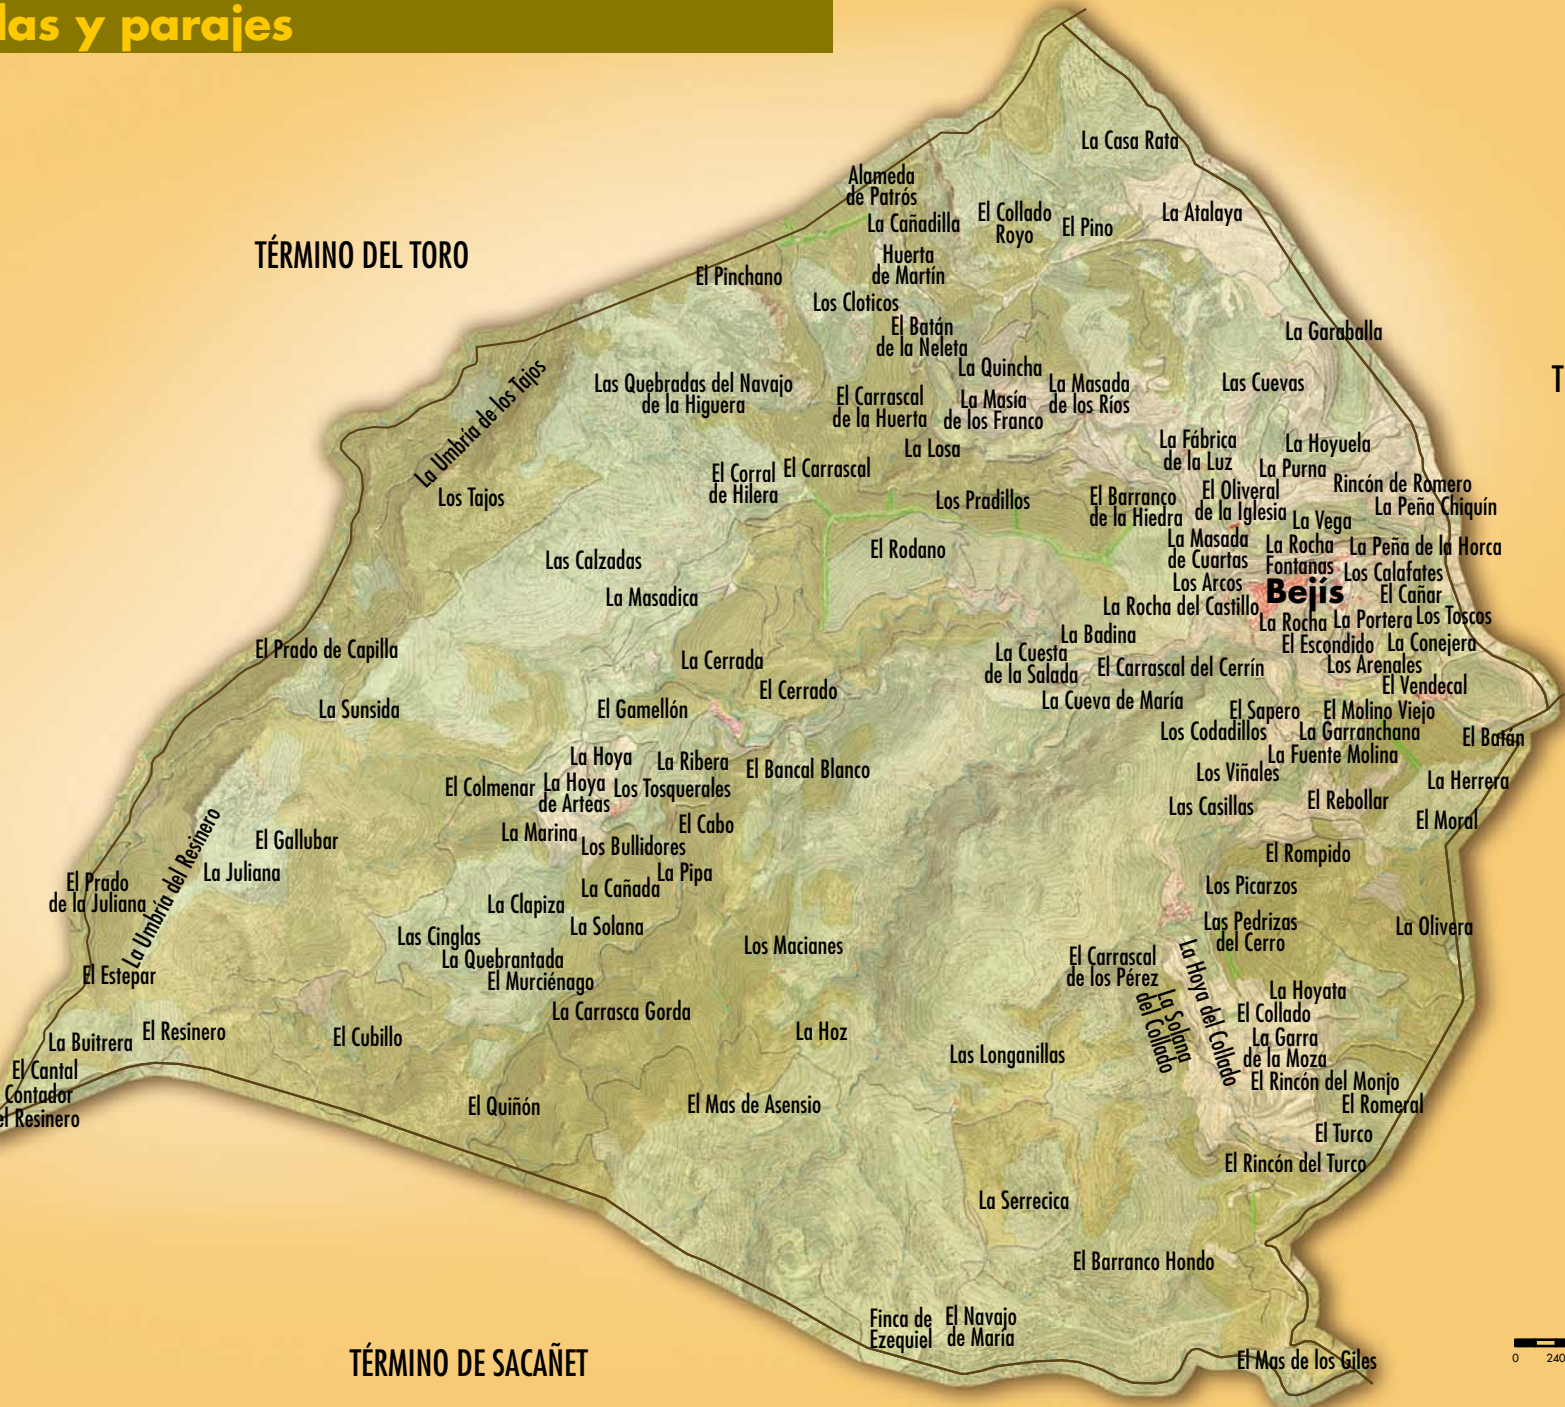 las y parajes
La Casa Rata
Alameda
de Patrós
La Cañadilla
El Collado
Royo
El Pino
La Atalaya
TÉRMINO DEL TORO
Huerta
de Martín
El Pinchano
Los Cloticos
El Batán
de la Neleta
La Garaballa
La Quincha
T
Las Quebradas del Navajo
de la Higuera
El Carrascal
de la Huerta
La Masía
de los Franco
La Masada
de los Ríos
Las Cuevas
La Umbría de los Tajos
La Losa
La Fábrica
de la Luz
La Hoyuela
Los Tajos
El Corral
de Hilera
El Carrascal
La Purna
Rincón de Romero
Los Pradillos
El Barranco
de la Hiedra
El Oliveral
de la Iglesia
La Peña Chiquín
La Vega
Las Calzadas
El Rodano
La Masada
de Cuartas
La Rocha
Fontanas
La Peña de la Horca
Los Arcos
Los Calafates
Bejís
El Cañar
La Masadica
La Rocha del Castillo
La Rocha
La Portera
Los Toscos
El Prado de Capilla
La Badina
El Escondido
La Conejera
La Cerrada
La Cuesta
de la Salada
El Carrascal del Cerrín
Los Arenales
El Vendecal
El Cerrado
La Cueva de María
La Sunsida
El Gamellón
El Sapero
El Molino Viejo
Los Codadillos
La Garranchana
El Batán
La Fuente Molina
La Hoya
La Ribera
El Bancal Blanco
Los Viñales
La Herrera
El Colmenar
La Hoya
de Arteas
Los Tosquerales
Las Casillas
El Rebollar
El Moral
La Marina
El Cabo
Los Bullidores
El Gallubar
La Juliana
La Umbría del Resinero
El Rompido
La Pipa
La Cañada
Los Picarzos
El Prado
de la Juliana
La Clapiza
La Solana
Las Pedrizas
del Cerro
La Olivera
Las Cinglas
La Quebrantada
El Murciénago
Los Macianes
El Carrascal
de los Pérez
La Hoya del Collado
La Solana
del Collado
El Estepar
La Hoyata
El Collado
La Carrasca Gorda
La Buitrera
El Resinero
El Cubillo
La Hoz
Las Longanillas
La Garra
de la Moza
El Cantal
Contador
el Resinero
El Rincón del Monjo
El Quiñón
El Mas de Asensio
El Romeral
El Turco
El Rincón del Turco
La Serrecica
El Barranco Hondo
Finca de
Ezequiel
El Navajo
de María
TÉRMINO DE SACAÑET
El Mas de los Giles
0 240